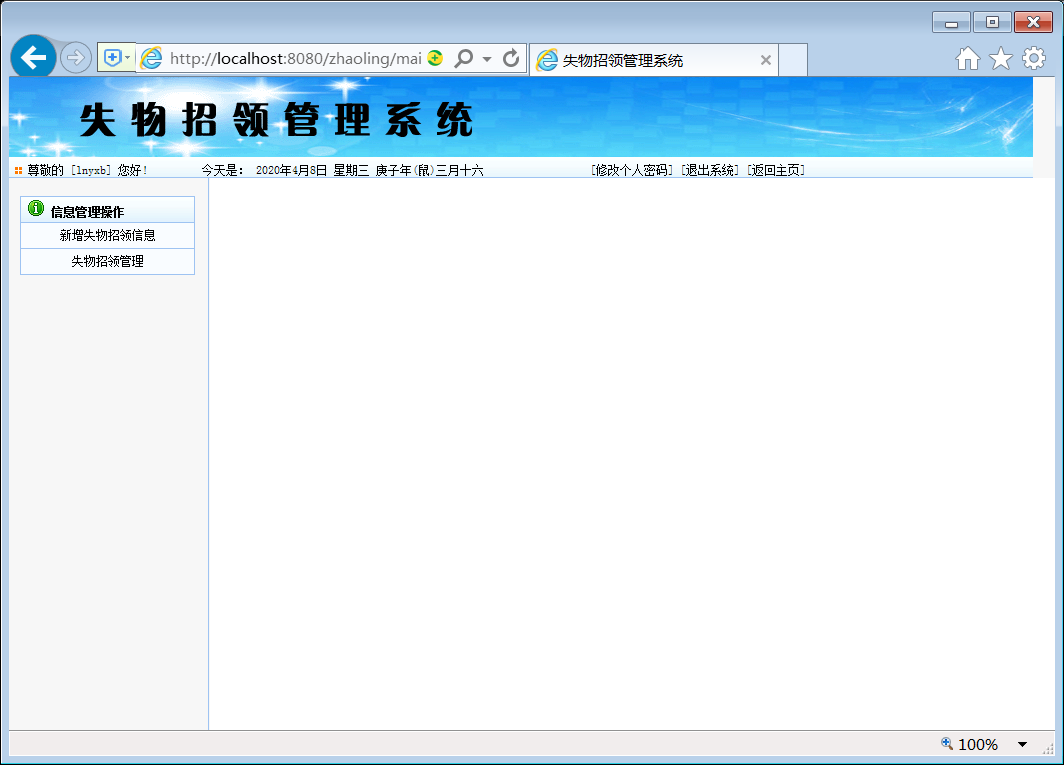 http://localhost:8080/zhaoling/mai
失物招领管理系统
失物招领管理系统
尊敬的 [lnyxb] 您好! 今天是: 2020年4月8日 星期三 庚子年(鼠)三月十六 [修改个人密码] [退出系统] [返回主页]
信息管理操作
新增失物招领信息
失物招领管理
100%